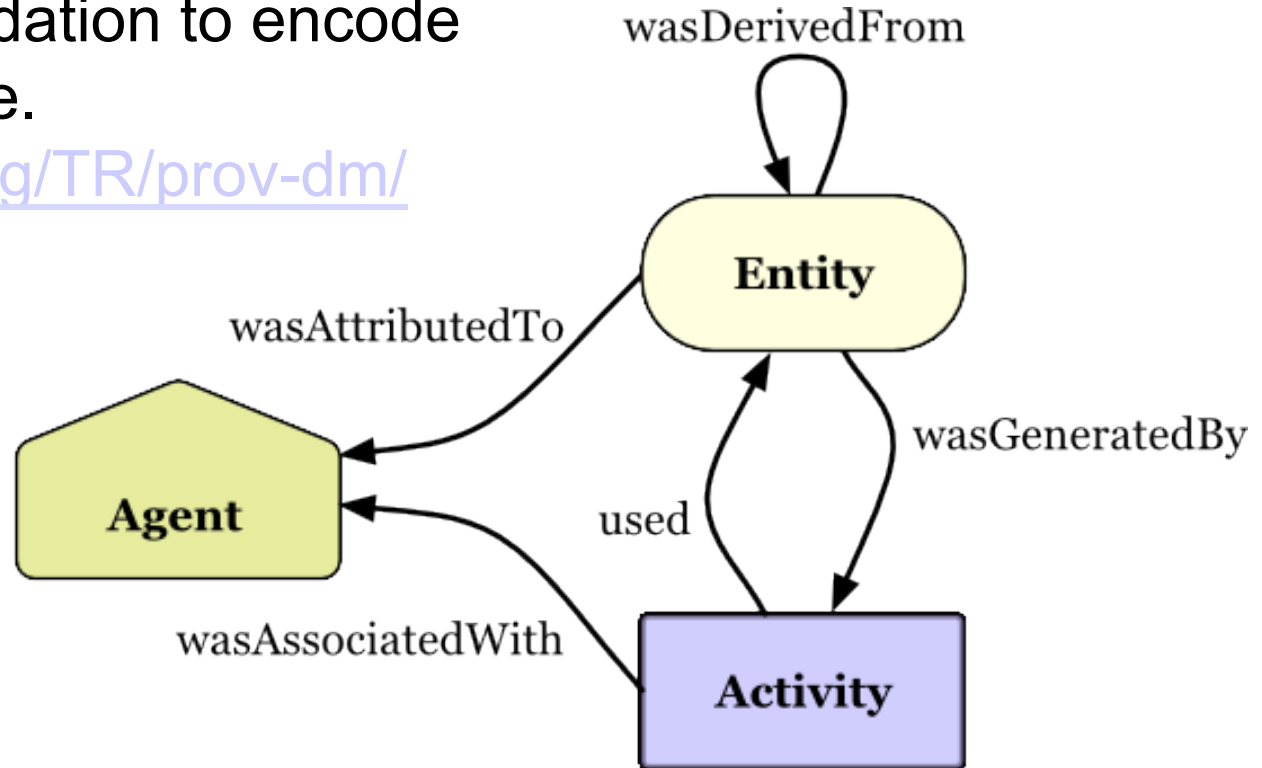 dation to encode
e.
g/TR/prov-dm/
wasDerivedFrom
Entity
wasAttributedTo
wasGeneratedBy
used
Agent
wasAssociatedWith
Activity